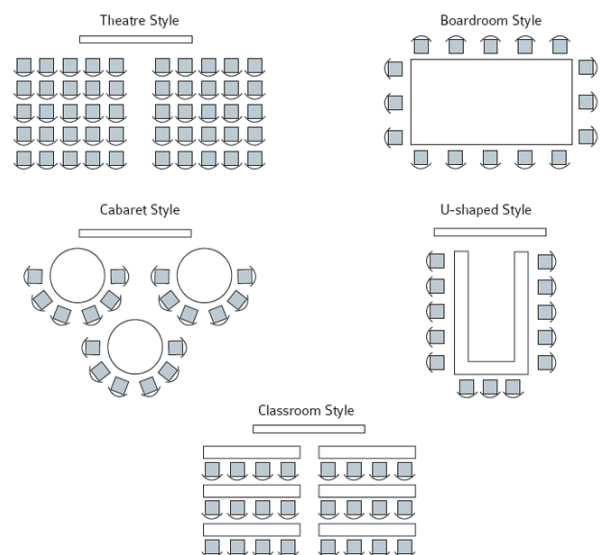 Theatre Style
Boardroom Style
Cabaret Style
U-shaped Style
Classroom Style